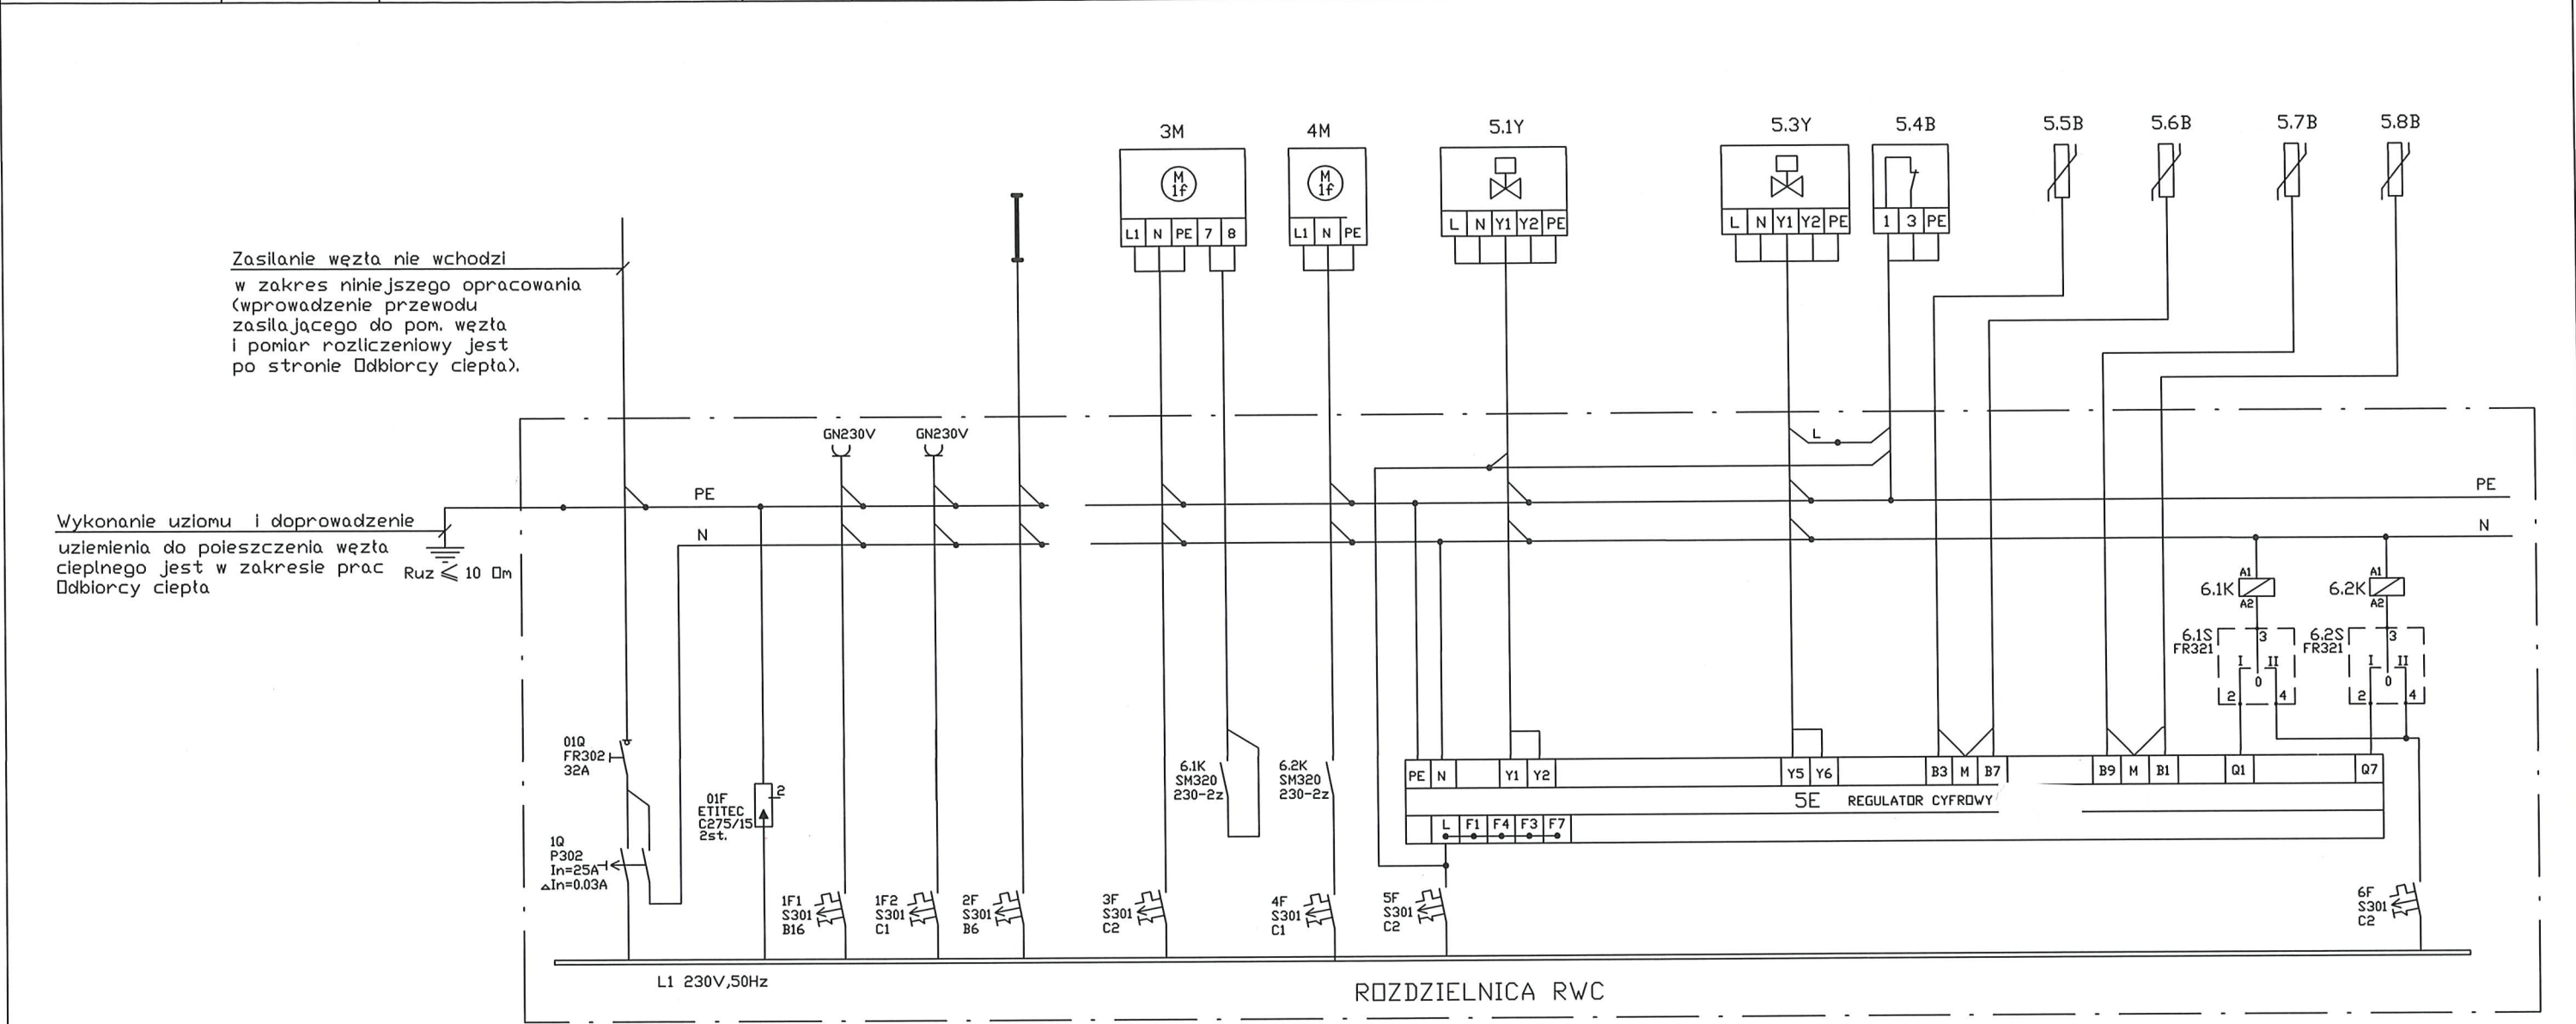 3M
4M
5.1Y
5.3Y
5.4B
5.5B
5.6B
5.7B
5.8B
M
1f
M
1f
L1 N PE 7 8
L1 N PE
L N Y1 Y2 PE
L N Y1 Y2 PE
1 3 PE
Zasilanie węzła nie wchodzi
w zakres niniejszego opracowania
(wprowadzenie przewodu
zasilającego do pom. węzła
i pomiar rozliczeniowy jest
po stronie Odbiorcy ciepła).
GN230V
GN230V
L
PE
PE
N
N
Wykonanie uziomu i doprowadzenie
uziemienia do poieszczenia węzła
cieplnego jest w zakresie prac
Odbiorcy ciepła
Ruz ⩽ 10 Om
A1
6.1K
A2
A1
6.2K
A2
6.1S
FR321
3
I II
0
2 4
6.2S
FR321
3
I II
0
2 4
01Q
FR302
32A
01F
ETITEC
C275/15
2st.
2
6.1K
SM320
230-2z
6.2K
SM320
230-2z
PE N Y1 Y2 Y5 Y6 B3 M B7 B9 M B1 Q1 Q7
5E REGULATOR CYFROWY
L F1 F4 F3 F7
1Q
P302
In=25A
△In=0.03A
1F1
S301
B16
1F2
S301
C1
2F
S301
B6
3F
S301
C2
4F
S301
C1
5F
S301
C2
6F
S301
C2
L1 230V,50Hz
ROZDZIELNICA RWC